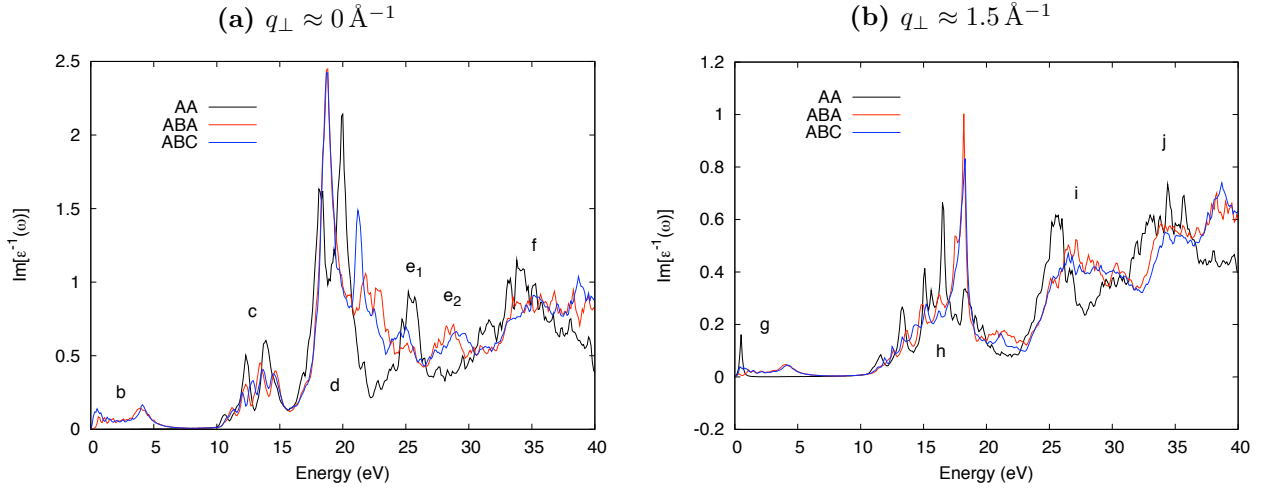 (a) q⊥ ≈ 0 Å⁻¹
2.5
2
1.5
1
0.5
0
Im[ε⁻¹(ω)]
AA
ABA
ABC
b
c
d
e₁
e₂
f
0 5 10 15 20 25 30 35 40
Energy (eV)
(b) q⊥ ≈ 1.5 Å⁻¹
1.2
1
0.8
0.6
0.4
0.2
0
-0.2
Im[ε⁻¹(ω)]
AA
ABA
ABC
g
h
i
j
0 5 10 15 20 25 30 35 40
Energy (eV)